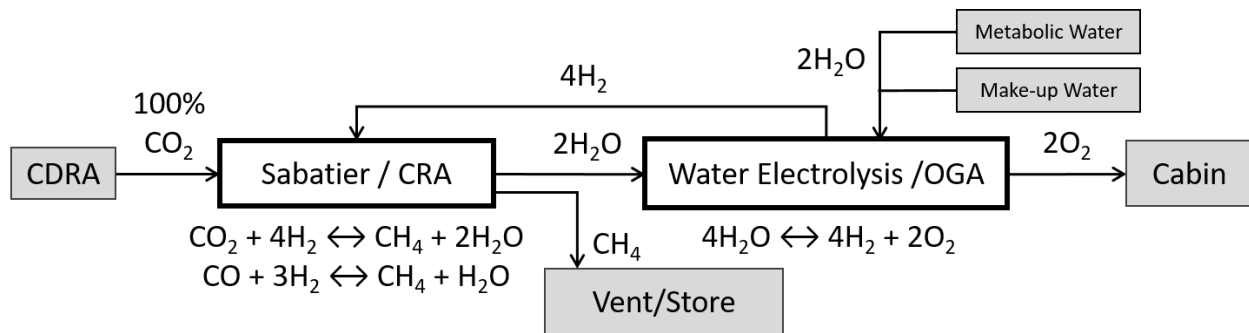 Metabolic Water
2H₂O
Make-up Water
4H₂
100%
CO₂
CDRA
Sabatier / CRA
2H₂O
Water Electrolysis /OGA
2O₂
Cabin
CO₂ + 4H₂ ↔ CH₄ + 2H₂O
CO + 3H₂ ↔ CH₄ + H₂O
CH₄
4H₂O ↔ 4H₂ + 2O₂
Vent/Store